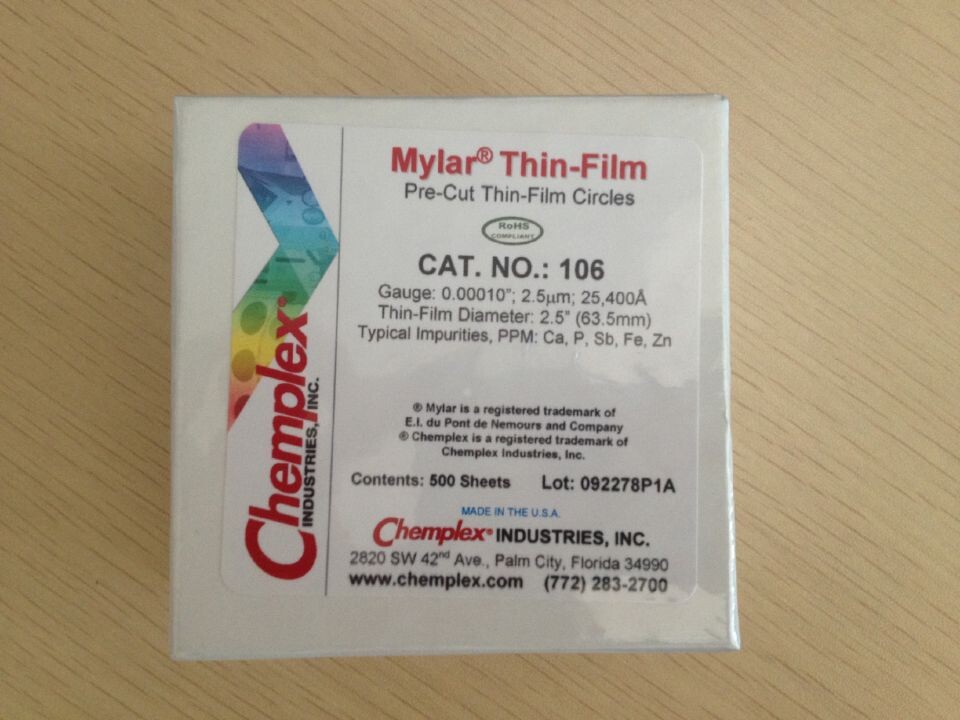 Mylar® Thin-Film
Pre-Cut Thin-Film Circles
RoHS
COMPLIANT
CAT. NO.: 106
Gauge: 0.00010”; 2.5µm; 25,400Å
Thin-Film Diameter: 2.5” (63.5mm)
Typical Impurities, PPM: Ca, P, Sb, Fe, Zn
® Mylar is a registered trademark of
E.I. du Pont de Nemours and Company
® Chemplex is a registered trademark of
Chemplex Industries, Inc.
Contents: 500 Sheets Lot: 092278P1A
MADE IN THE U.S.A.
Chemplex® INDUSTRIES, INC.
2820 SW 42nd Ave., Palm City, Florida 34990
www.chemplex.com (772) 283-2700
Chemplex®
INDUSTRIES, INC.